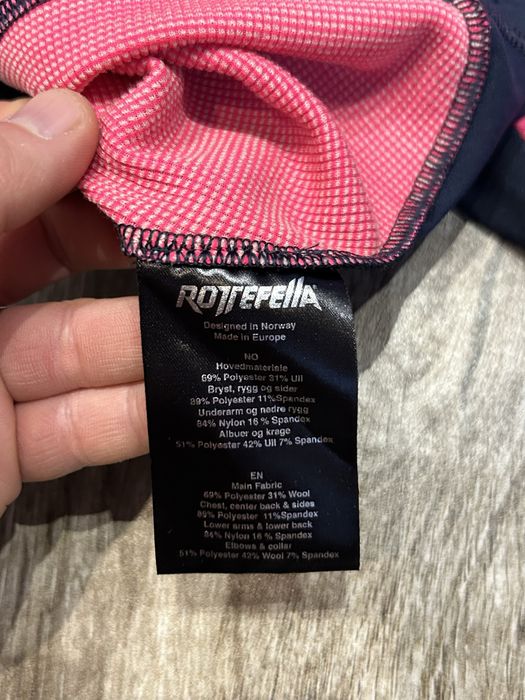 ROTTEFELLA
Designed in Norway
Made in Europe
NO
Hovedmateriele
69% Polyester 31% Ull
Bryst, rygg og sider
89% Polyester 11%Spandex
Underarm og nadre rygg
84% Nylon 16 % Spandex
Albuer og krage
51% Polyester 42% Ull 7% Spandex
EN
Main Fabric
69% Polyester 31% Wool
Chest, center back & sides
89% Polyester 11%Spandex
Lower arms & lower back
84% Nylon 16 % Spandex
Elbows & collar
51% Polyester 42% Wool 7% Spandex